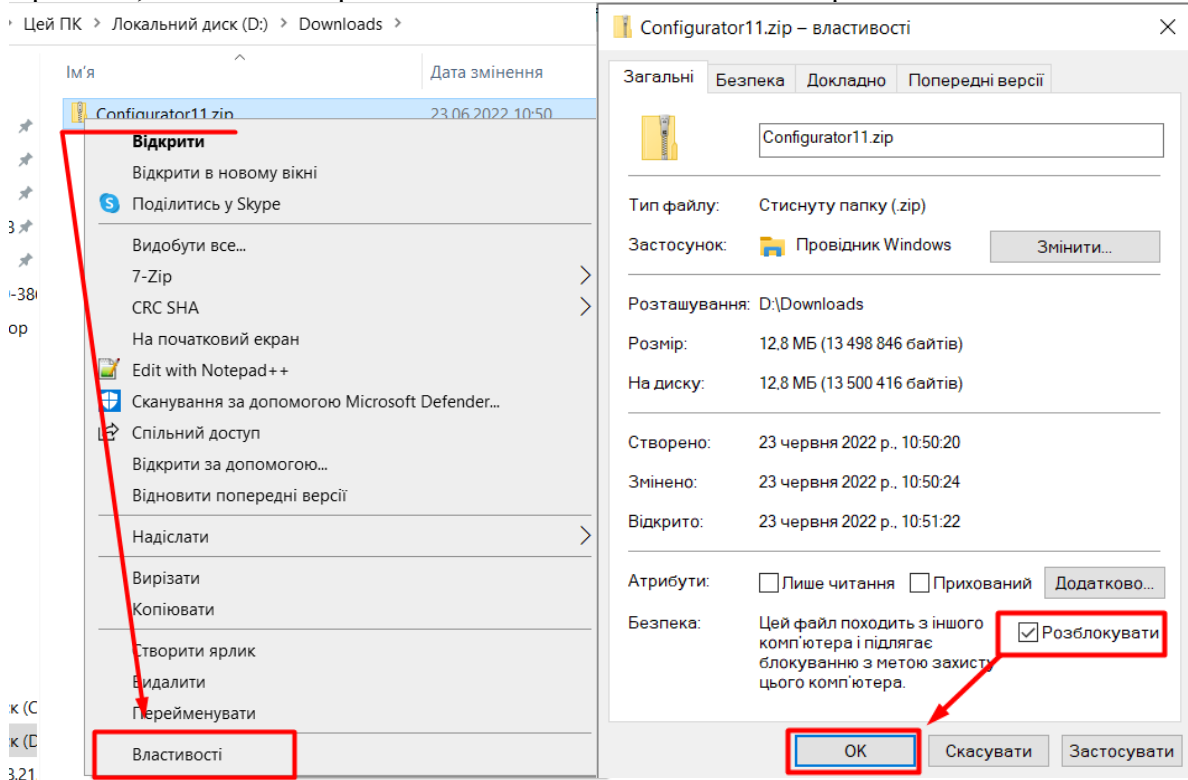 Цей ПК > Локальний диск (D:) > Downloads >
Ім'я Дата змінення
Configurator11.zip 23.06.2022 10:50
Відкрити
Відкрити в новому вікні
Поділитись у Skype
Видобути все...
7-Zip
CRC SHA
На початковий екран
Edit with Notepad++
Сканування за допомогою Microsoft Defender...
Спільний доступ
Відкрити за допомогою...
Відновити попередні версії
Надіслати
Вирізати
Копіювати
Створити ярлик
Видалити
Перейменувати
Властивості
Configurator11.zip – властивості
Загальні Безпека Докладно Попередні версії
Configurator11.zip
Тип файлу: Стиснуту папку (.zip)
Застосунок: Провідник Windows Змінити...
Розташування: D:\Downloads
Розмір: 12,8 МБ (13 498 846 байтів)
На диску: 12,8 МБ (13 500 416 байтів)
Створено: 23 червня 2022 р., 10:50:20
Змінено: 23 червня 2022 р., 10:50:24
Відкрито: 23 червня 2022 р., 10:51:22
Атрибути: Лише читання Прихований Додатково...
Безпека: Цей файл походить з іншого
комп'ютера і підлягає
блокуванню з метою захисту
цього комп'ютера.
Розблокувати
ОК Скасувати Застосувати